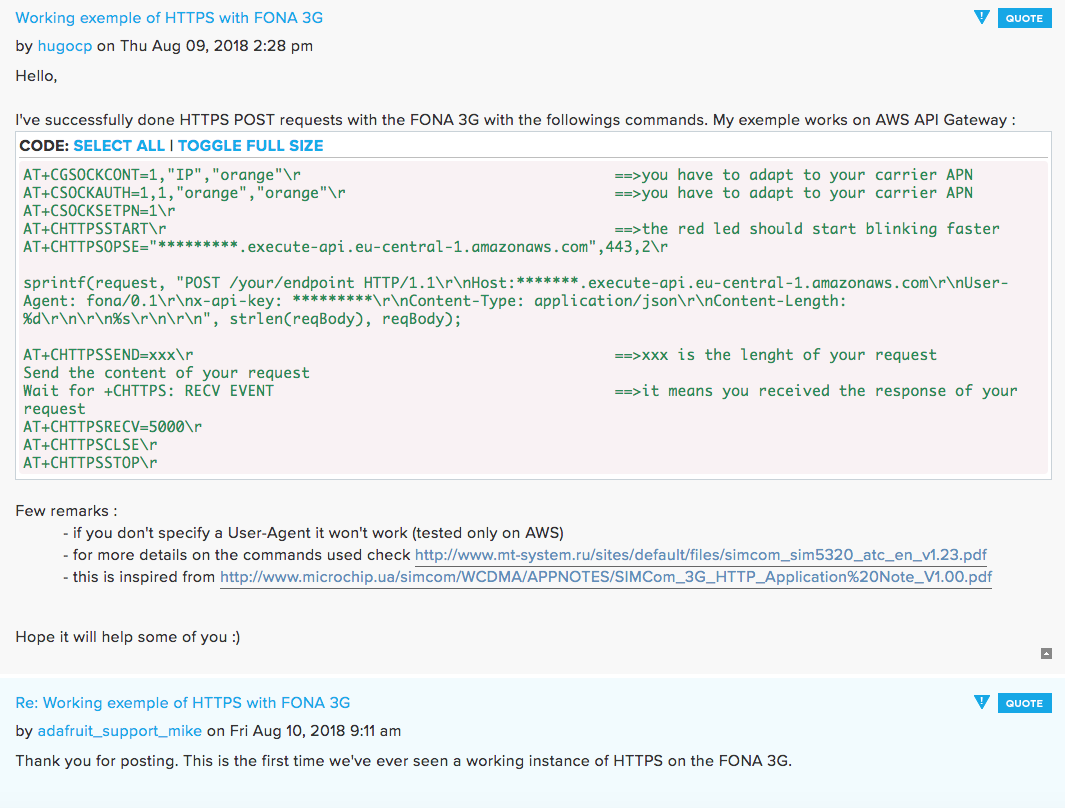 Working exemple of HTTPS with FONA 3G
QUOTE
by hugocp on Thu Aug 09, 2018 2:28 pm
Hello,
I've successfully done HTTPS POST requests with the FONA 3G with the followings commands. My exemple works on AWS API Gateway :
CODE: SELECT ALL | TOGGLE FULL SIZE
AT+CGSOCKCONT=1,"IP","orange"\r ==>you have to adapt to your carrier APN
AT+CSOCKAUTH=1,1,"orange","orange"\r ==>you have to adapt to your carrier APN
AT+CSOCKSETPN=1\r
AT+CHTTPSSTART\r ==>the red led should start blinking faster
AT+CHTTPSOPSE="*********.execute-api.eu-central-1.amazonaws.com",443,2\r
sprintf(request, "POST /your/endpoint HTTP/1.1\r\nHost:*******.execute-api.eu-central-1.amazonaws.com\r\nUser-
Agent: fona/0.1\r\nx-api-key: *********\r\nContent-Type: application/json\r\nContent-Length:
%d\r\n\r\n%s\r\n\r\n", strlen(reqBody), reqBody);
AT+CHTTPSSEND=xxx\r ==>xxx is the lenght of your request
Send the content of your request
Wait for +CHTTPS: RECV EVENT ==>it means you received the response of your
request
AT+CHTTPSRECV=5000\r
AT+CHTTPSCLSE\r
AT+CHTTPSSTOP\r
Few remarks :
- if you don't specify a User-Agent it won't work (tested only on AWS)
- for more details on the commands used check http://www.mt-system.ru/sites/default/files/simcom_sim5320_atc_en_v1.23.pdf
- this is inspired from http://www.microchip.ua/simcom/WCDMA/APPNOTES/SIMCom_3G_HTTP_Application%20Note_V1.00.pdf
Hope it will help some of you :)
Re: Working exemple of HTTPS with FONA 3G
QUOTE
by adafruit_support_mike on Fri Aug 10, 2018 9:11 am
Thank you for posting. This is the first time we've ever seen a working instance of HTTPS on the FONA 3G.